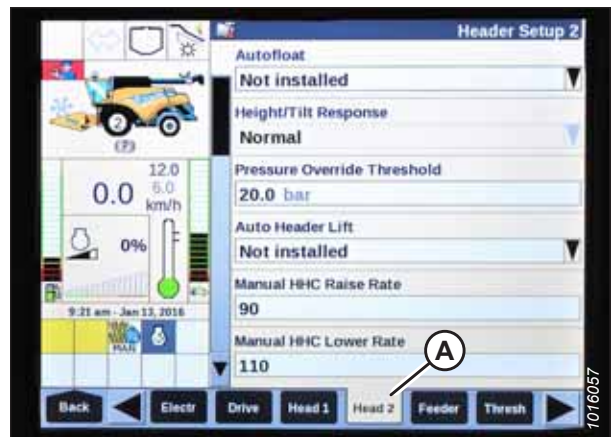 Header Setup 2
Autofloat
Not installed
Height/Tilt Response
Normal
2
(P)
Pressure Override Threshold
20.0 bar
12.0
0.0 6.0
km/h
Auto Header Lift
Not installed
0%
Manual HHC Raise Rate
90
9:21 am - Jan 13, 2016
Manual HHC Lower Rate
110
MAN
A
Back Electr Drive Head 1 Head 2 Feeder Thresh
1016057